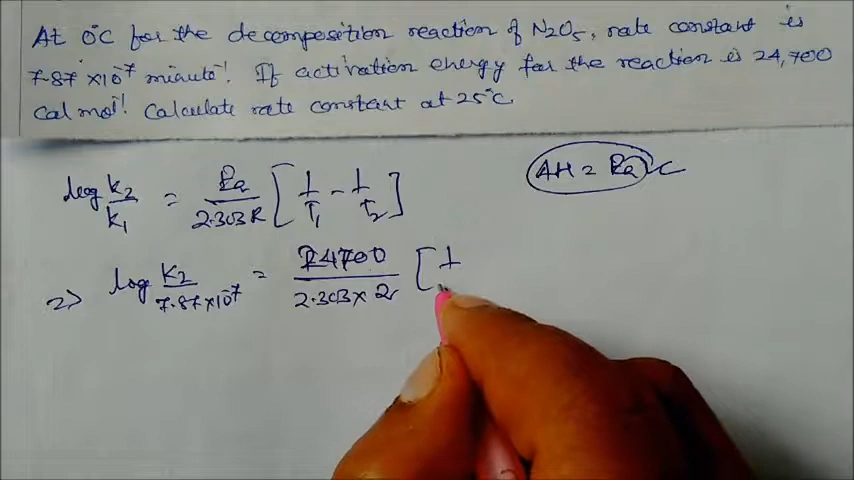 At 0°C for the decomposition reaction of N₂O₅, rate constant is
7.87 × 10⁻⁷ minute⁻¹. If activation energy for the reaction is 24,700
cal mol⁻¹ Calculate rate constant at 25°C.
log K₂/K₁ = Ea/2.303R [1/T₁ - 1/T₂]
ΔH = Ea
=> log K₂/7.87×10⁻⁷ = 24700/2.303×2 [1